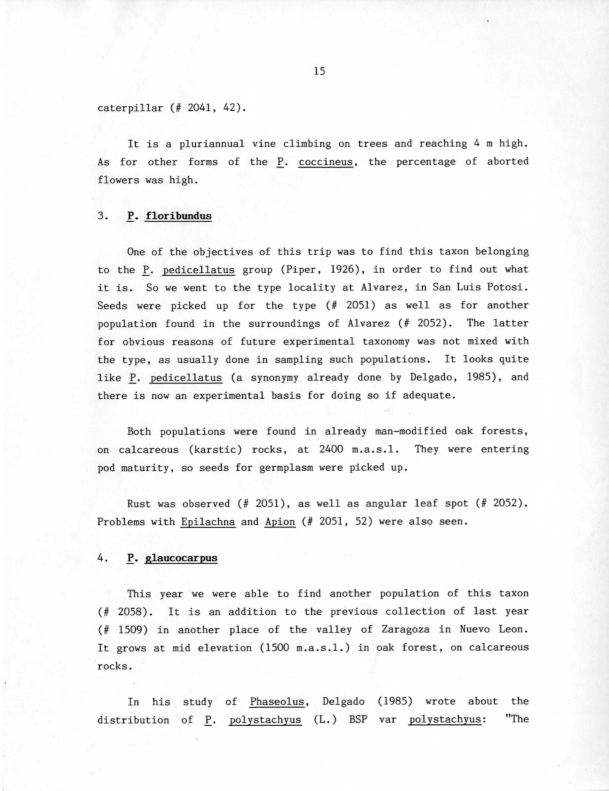 15
caterpillar (# 2041, 42).
It is a pluriannual vine climbing on trees and reaching 4 m high.
As for other forms of the P. coccineus, the percentage of aborted
flowers was high.
3. P. floribundus
One of the objectives of this trip was to find this taxon belonging
to the P. pedicellatus group (Piper, 1926), in order to find out what
it is. So we went to the type locality at Alvarez, in San Luis Potosi.
Seeds were picked up for the type (# 2051) as well as for another
population found in the surroundings of Alvarez (# 2052). The latter
for obvious reasons of future experimental taxonomy was not mixed with
the type, as usually done in sampling such populations. It looks quite
like P. pedicellatus (a synonymy already done by Delgado, 1985), and
there is now an experimental basis for doing so if adequate.
Both populations were found in already man-modified oak forests,
on calcareous (karstic) rocks, at 2400 m.a.s.l. They were entering
pod maturity, so seeds for germplasm were picked up.
Rust was observed (# 2051), as well as angular leaf spot (# 2052).
Problems with Epilachna and Apion (# 2051, 52) were also seen.
4. P. glaucocarpus
This year we were able to find another population of this taxon
(# 2058). It is an addition to the previous collection of last year
(# 1509) in another place of the valley of Zaragoza in Nuevo Leon.
It grows at mid elevation (1500 m.a.s.l.) in oak forest, on calcareous
rocks.
In his study of Phaseolus, Delgado (1985) wrote about the
distribution of P. polystachyus (L.) BSP var polystachyus: "The